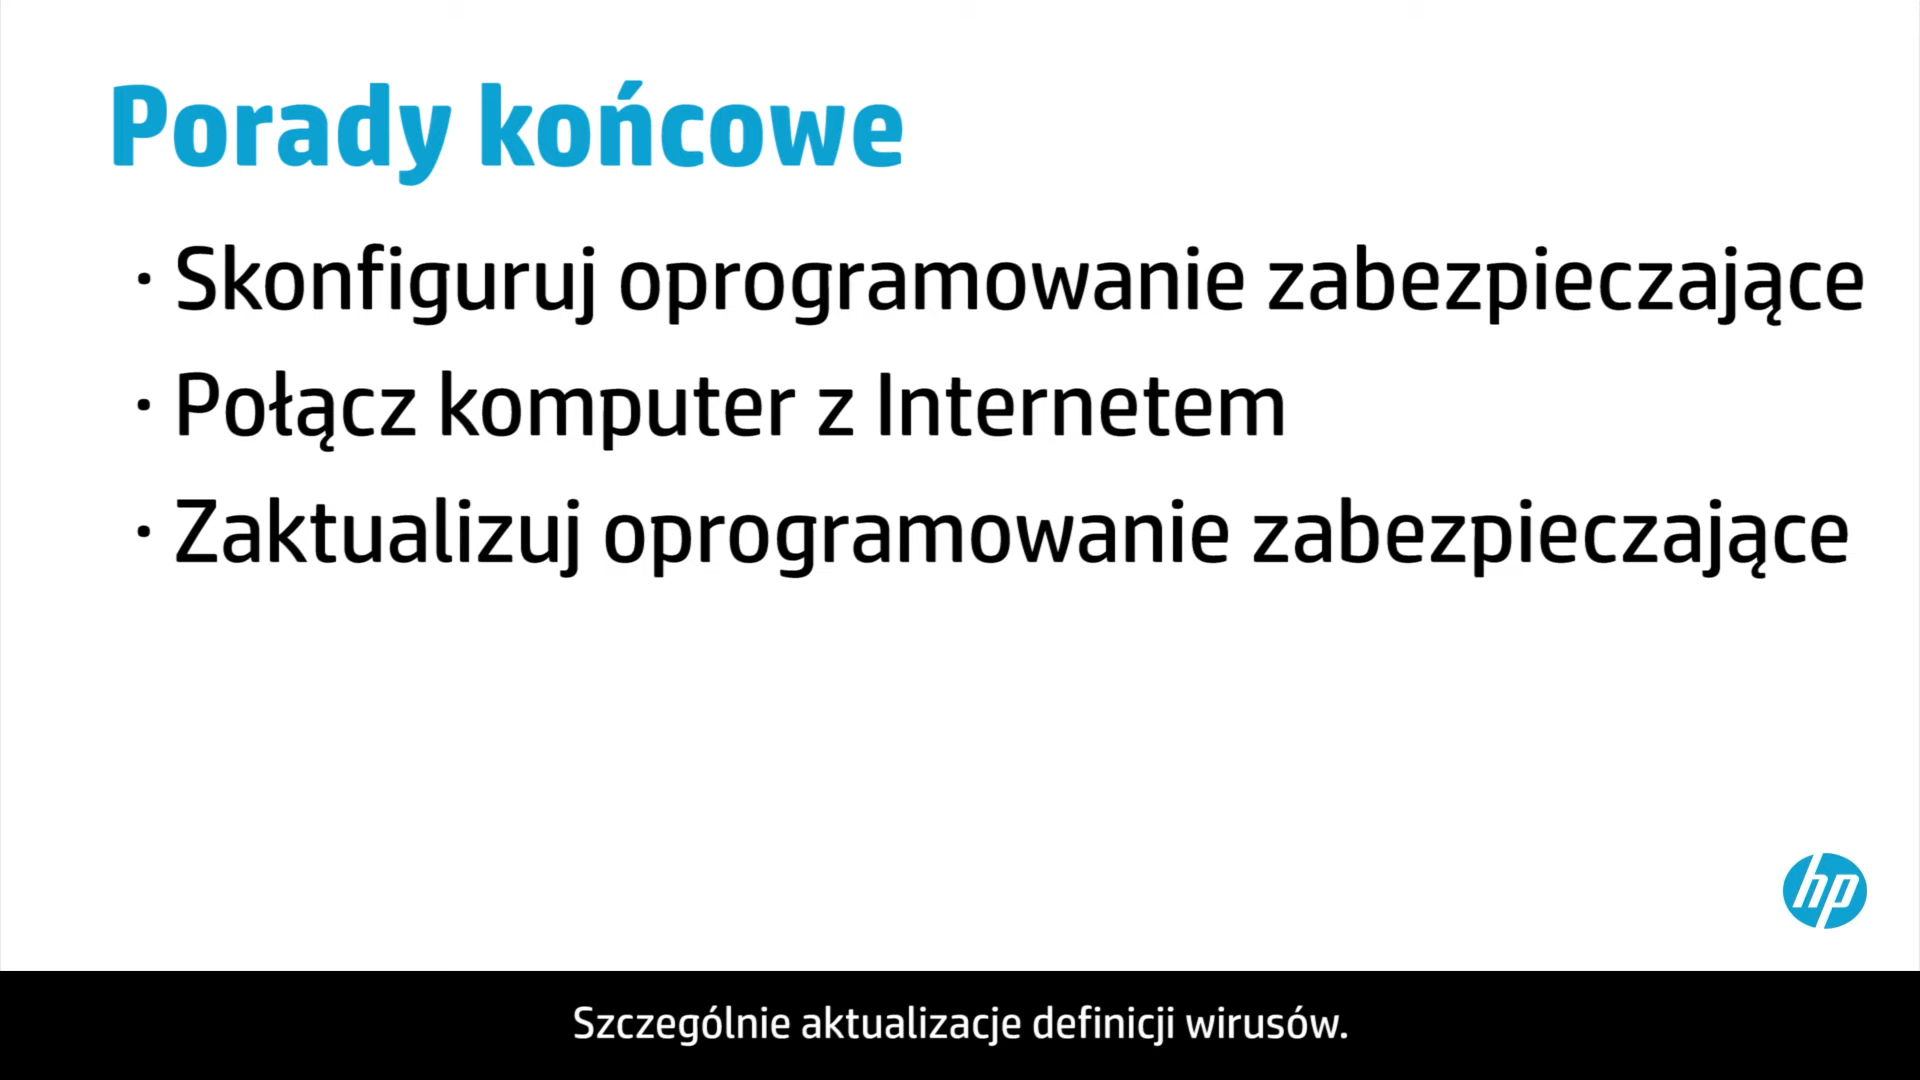 Porady końcowe
· Skonfiguruj oprogramowanie zabezpieczające
· Połącz komputer z Internetem
· Zaktualizuj oprogramowanie zabezpieczające
hp
Szczególnie aktualizacje definicji wirusów.